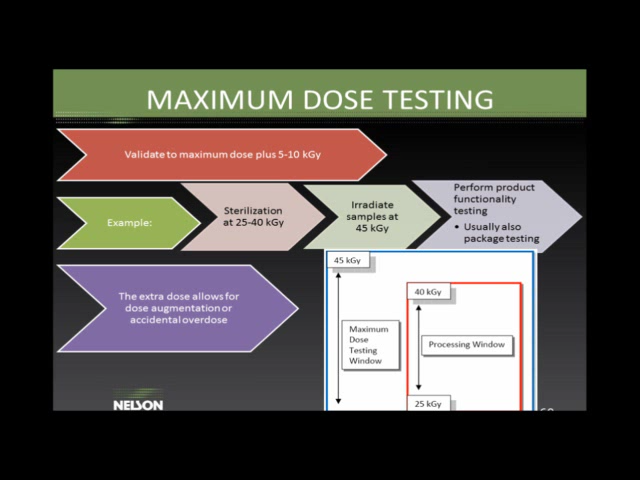 MAXIMUM DOSE TESTING
Validate to maximum dose plus 5-10 kGy
Example:
Sterilization
at 25-40 kGy
Irradiate
samples at
45 kGy
Perform product
functionality
testing
• Usually also
package testing
The extra dose allows for
dose augmentation or
accidental overdose
45 kGy
Maximum
Dose
Testing
Window
40 kGy
Processing Window
25 kGy
NELSON